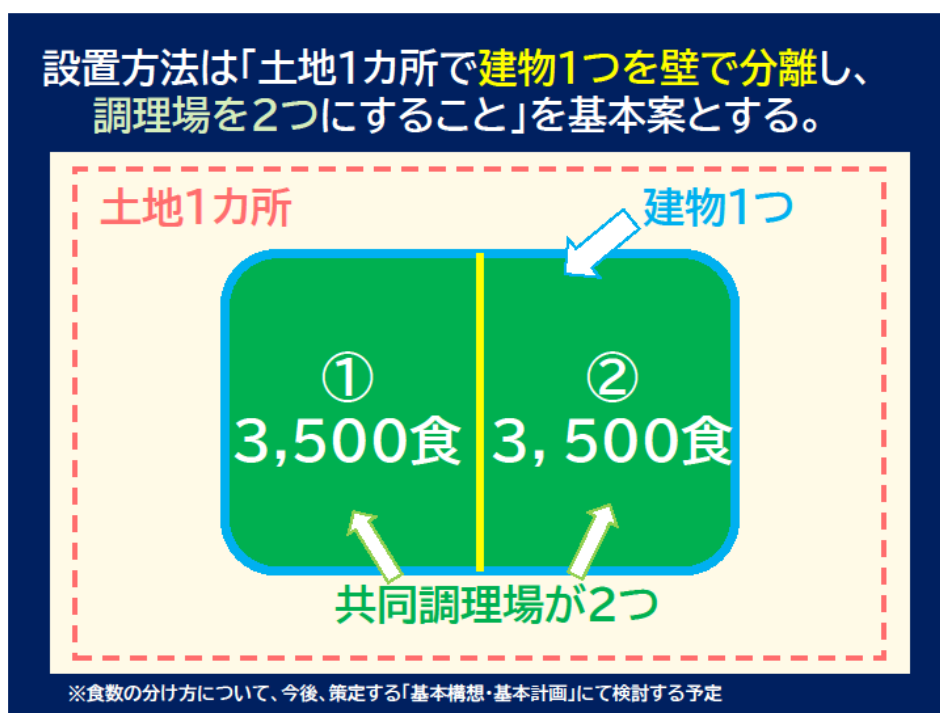 設置方法は「土地1カ所で建物1つを壁で分離し、
調理場を2つにすること」を基本案とする。
土地1カ所
建物1つ
①
3,500食
②
3,500食
共同調理場が2つ
※食数の分け方について、今後、策定する「基本構想・基本計画」にて検討する予定